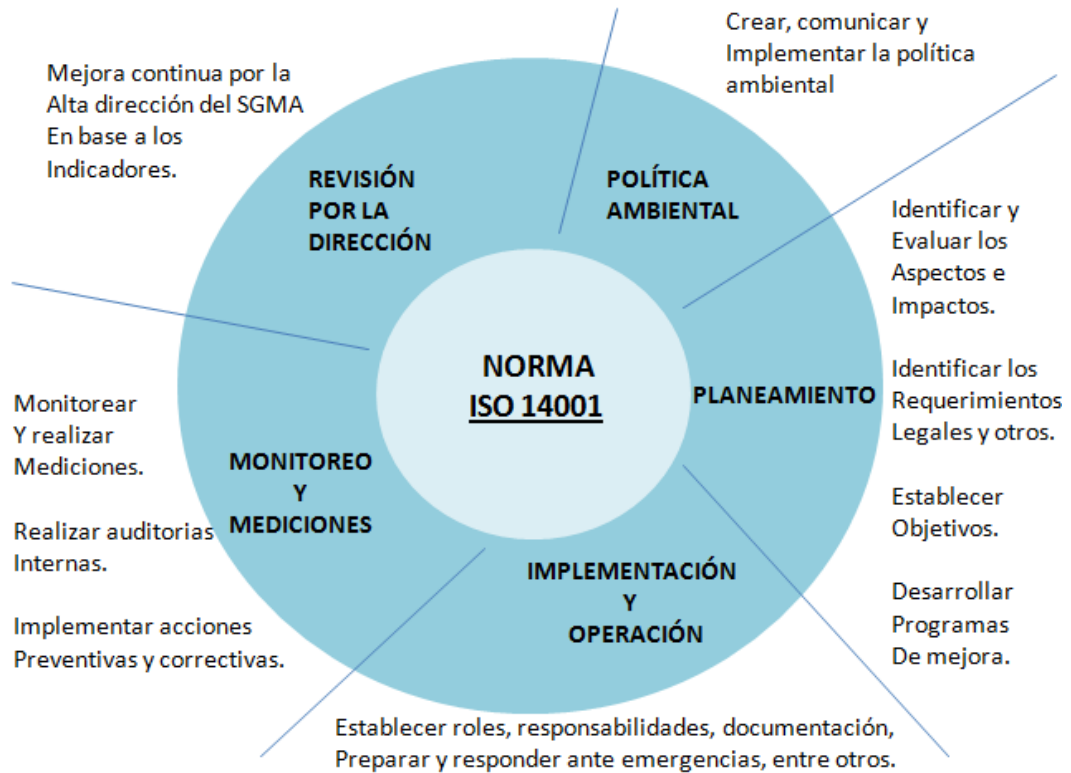 Crear, comunicar y
Implementar la política
ambiental
Mejora continua por la
Alta dirección del SGMA
En base a los
Indicadores.
REVISIÓN
POR LA
DIRECCIÓN
POLÍTICA
AMBIENTAL
Identificar y
Evaluar los
Aspectos e
Impactos.
NORMA
ISO 14001
PLANEAMIENTO
Identificar los
Requerimientos
Legales y otros.
Monitorear
Y realizar
Mediciones.
MONITOREO
Y
MEDICIONES
Realizar auditorias
Internas.
Establecer
Objetivos.
IMPLEMENTACIÓN
Y
OPERACIÓN
Desarrollar
Programas
De mejora.
Implementar acciones
Preventivas y correctivas.
Establecer roles, responsabilidades, documentación,
Preparar y responder ante emergencias, entre otros.